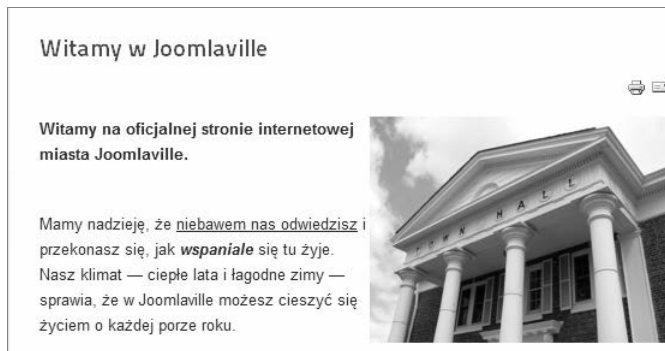 Witamy w Joomlaville
Witamy na oficjalnej stronie internetowej
miasta Joomlaville.
TOWN HALL
Mamy nadzieję, że niebawem nas odwiedzisz i
przekonasz się, jak wspaniale się tu żyje.
Nasz klimat — ciepłe lata i łagodne zimy —
sprawia, że w Joomlaville możesz cieszyć się
życiem o każdej porze roku.